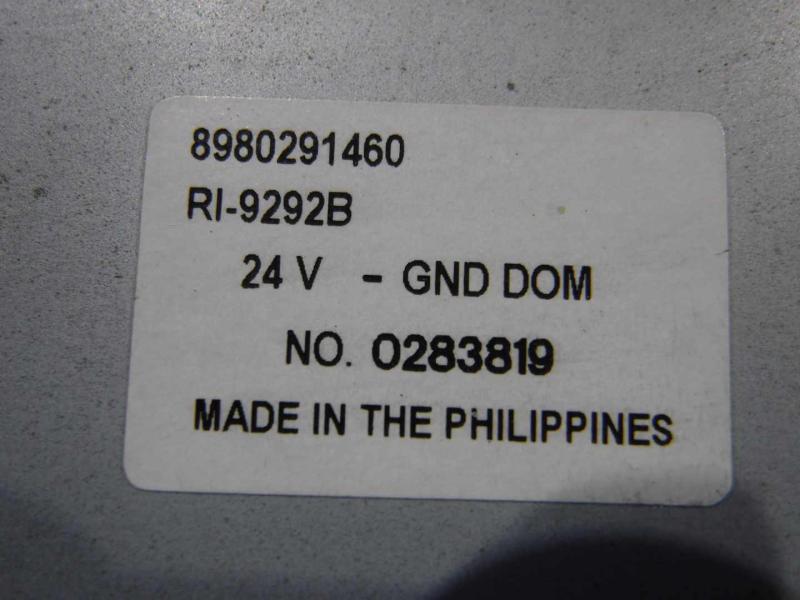 8980291460
RI-9292B
24 V - GND DOM
NO. 0283819
MADE IN THE PHILIPPINES